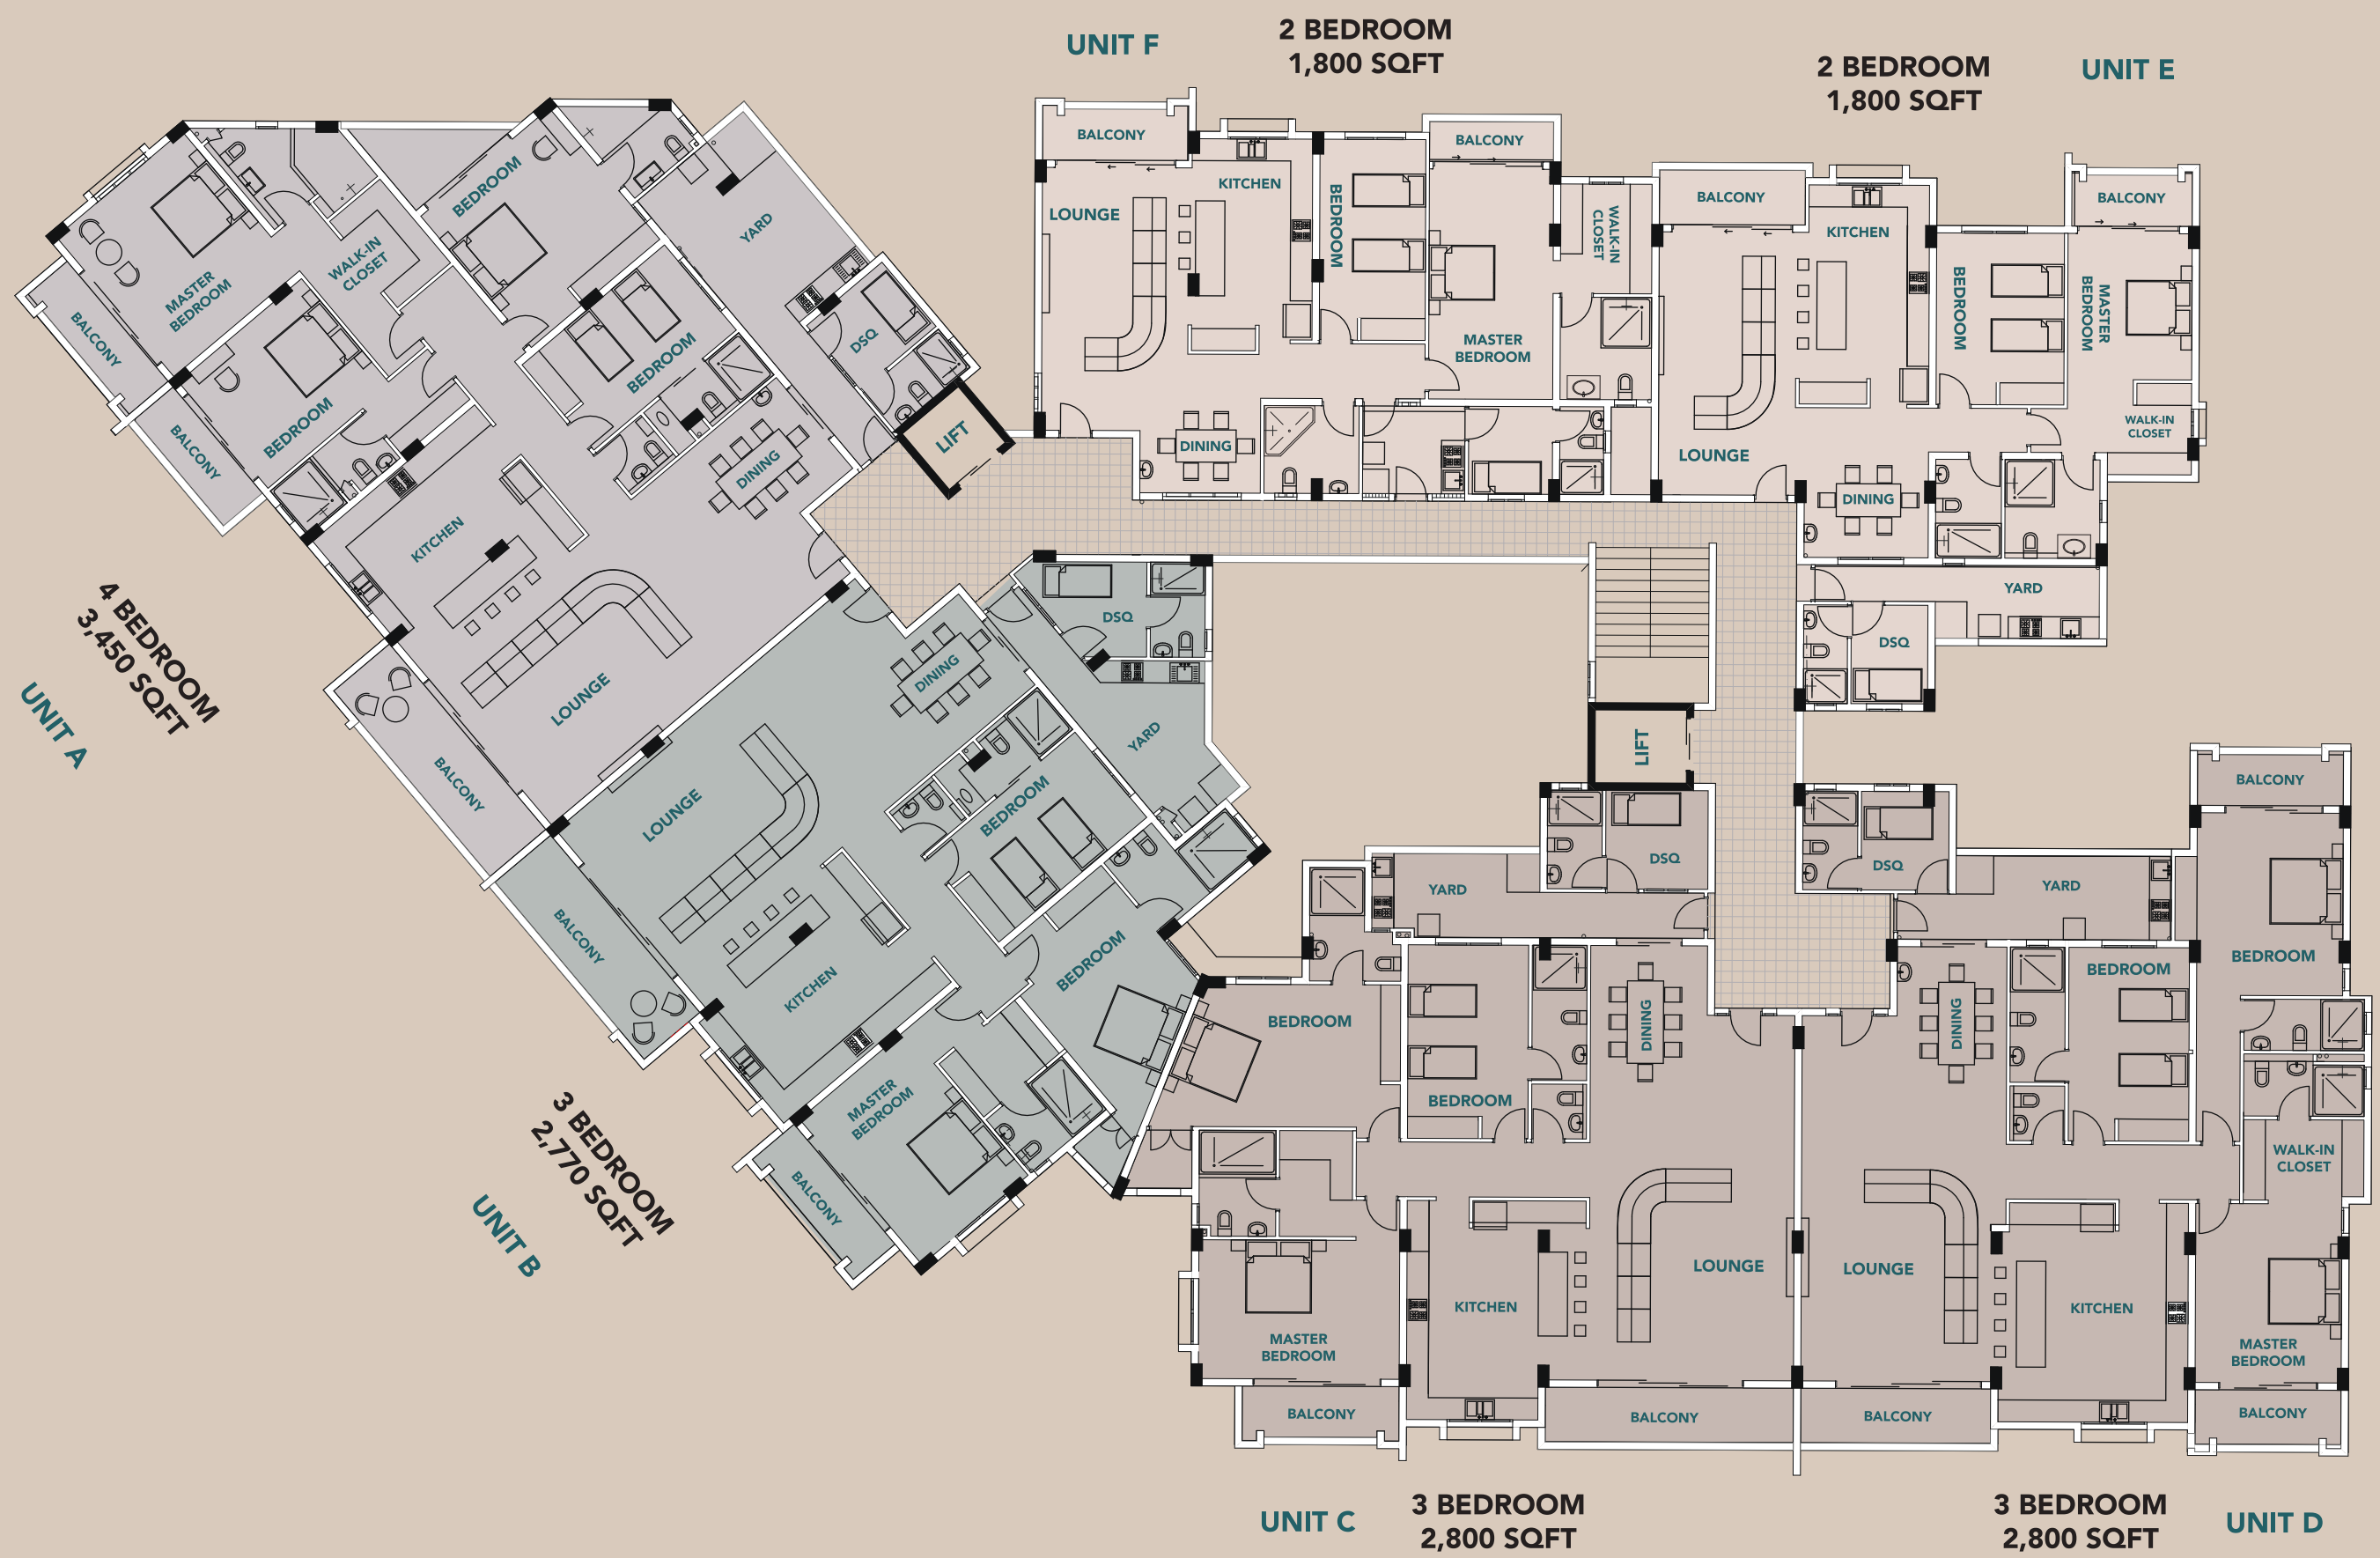 UNIT F
2 BEDROOM
1,800 SQFT
2 BEDROOM
1,800 SQFT
UNIT E
BALCONY
KITCHEN
LOUNGE
BEDROOM
BALCONY
MASTER
BEDROOM
WALK-IN
CLOSET
DINING
BALCONY
KITCHEN
LOUNGE
BEDROOM
BALCONY
MASTER
BEDROOM
WALK-IN
CLOSET
DINING
YARD
DSQ
LIFT
LIFT
MASTER
BEDROOM
BALCONY
WALK-IN
CLOSET
BEDROOM
YARD
BEDROOM
BALCONY
BEDROOM
DSQ
DINING
KITCHEN
LOUNGE
BALCONY
4 BEDROOM
3,450 SQFT
UNIT A
DSQ
DINING
YARD
LOUNGE
BEDROOM
BALCONY
KITCHEN
BEDROOM
MASTER
BEDROOM
BALCONY
3 BEDROOM
2,770 SQFT
UNIT B
DSQ
YARD
BEDROOM
BEDROOM
DINING
LOUNGE
KITCHEN
MASTER
BEDROOM
BALCONY
BALCONY
UNIT C
3 BEDROOM
2,800 SQFT
BALCONY
DSQ
YARD
BEDROOM
BEDROOM
DINING
WALK-IN
CLOSET
LOUNGE
KITCHEN
MASTER
BEDROOM
BALCONY
BALCONY
3 BEDROOM
2,800 SQFT
UNIT D